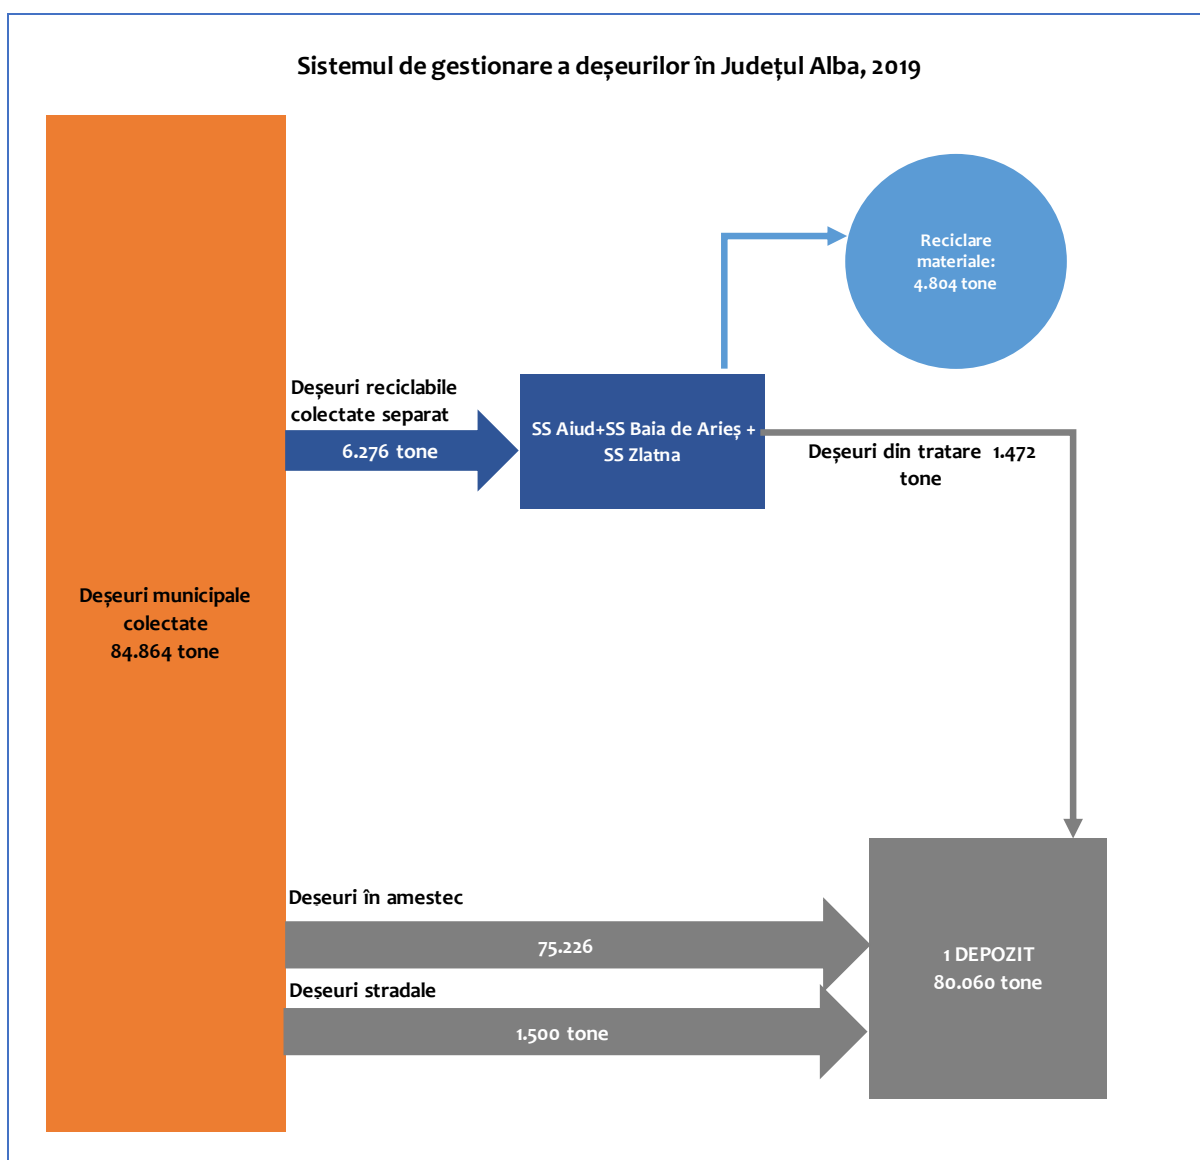 Sistemul de gestionare a deșeurilor în Județul Alba, 2019
Reciclare
materiale:
4.804 tone
Deșeuri reciclabile
colectate separat
6.276 tone
SS Aiud+SS Baia de Arieș +
SS Zlatna
Deșeuri din tratare 1.472
tone
Deșeuri municipale
colectate
84.864 tone
Deșeuri în amestec
75.226
1 DEPOZIT
80.060 tone
Deșeuri stradale
1.500 tone